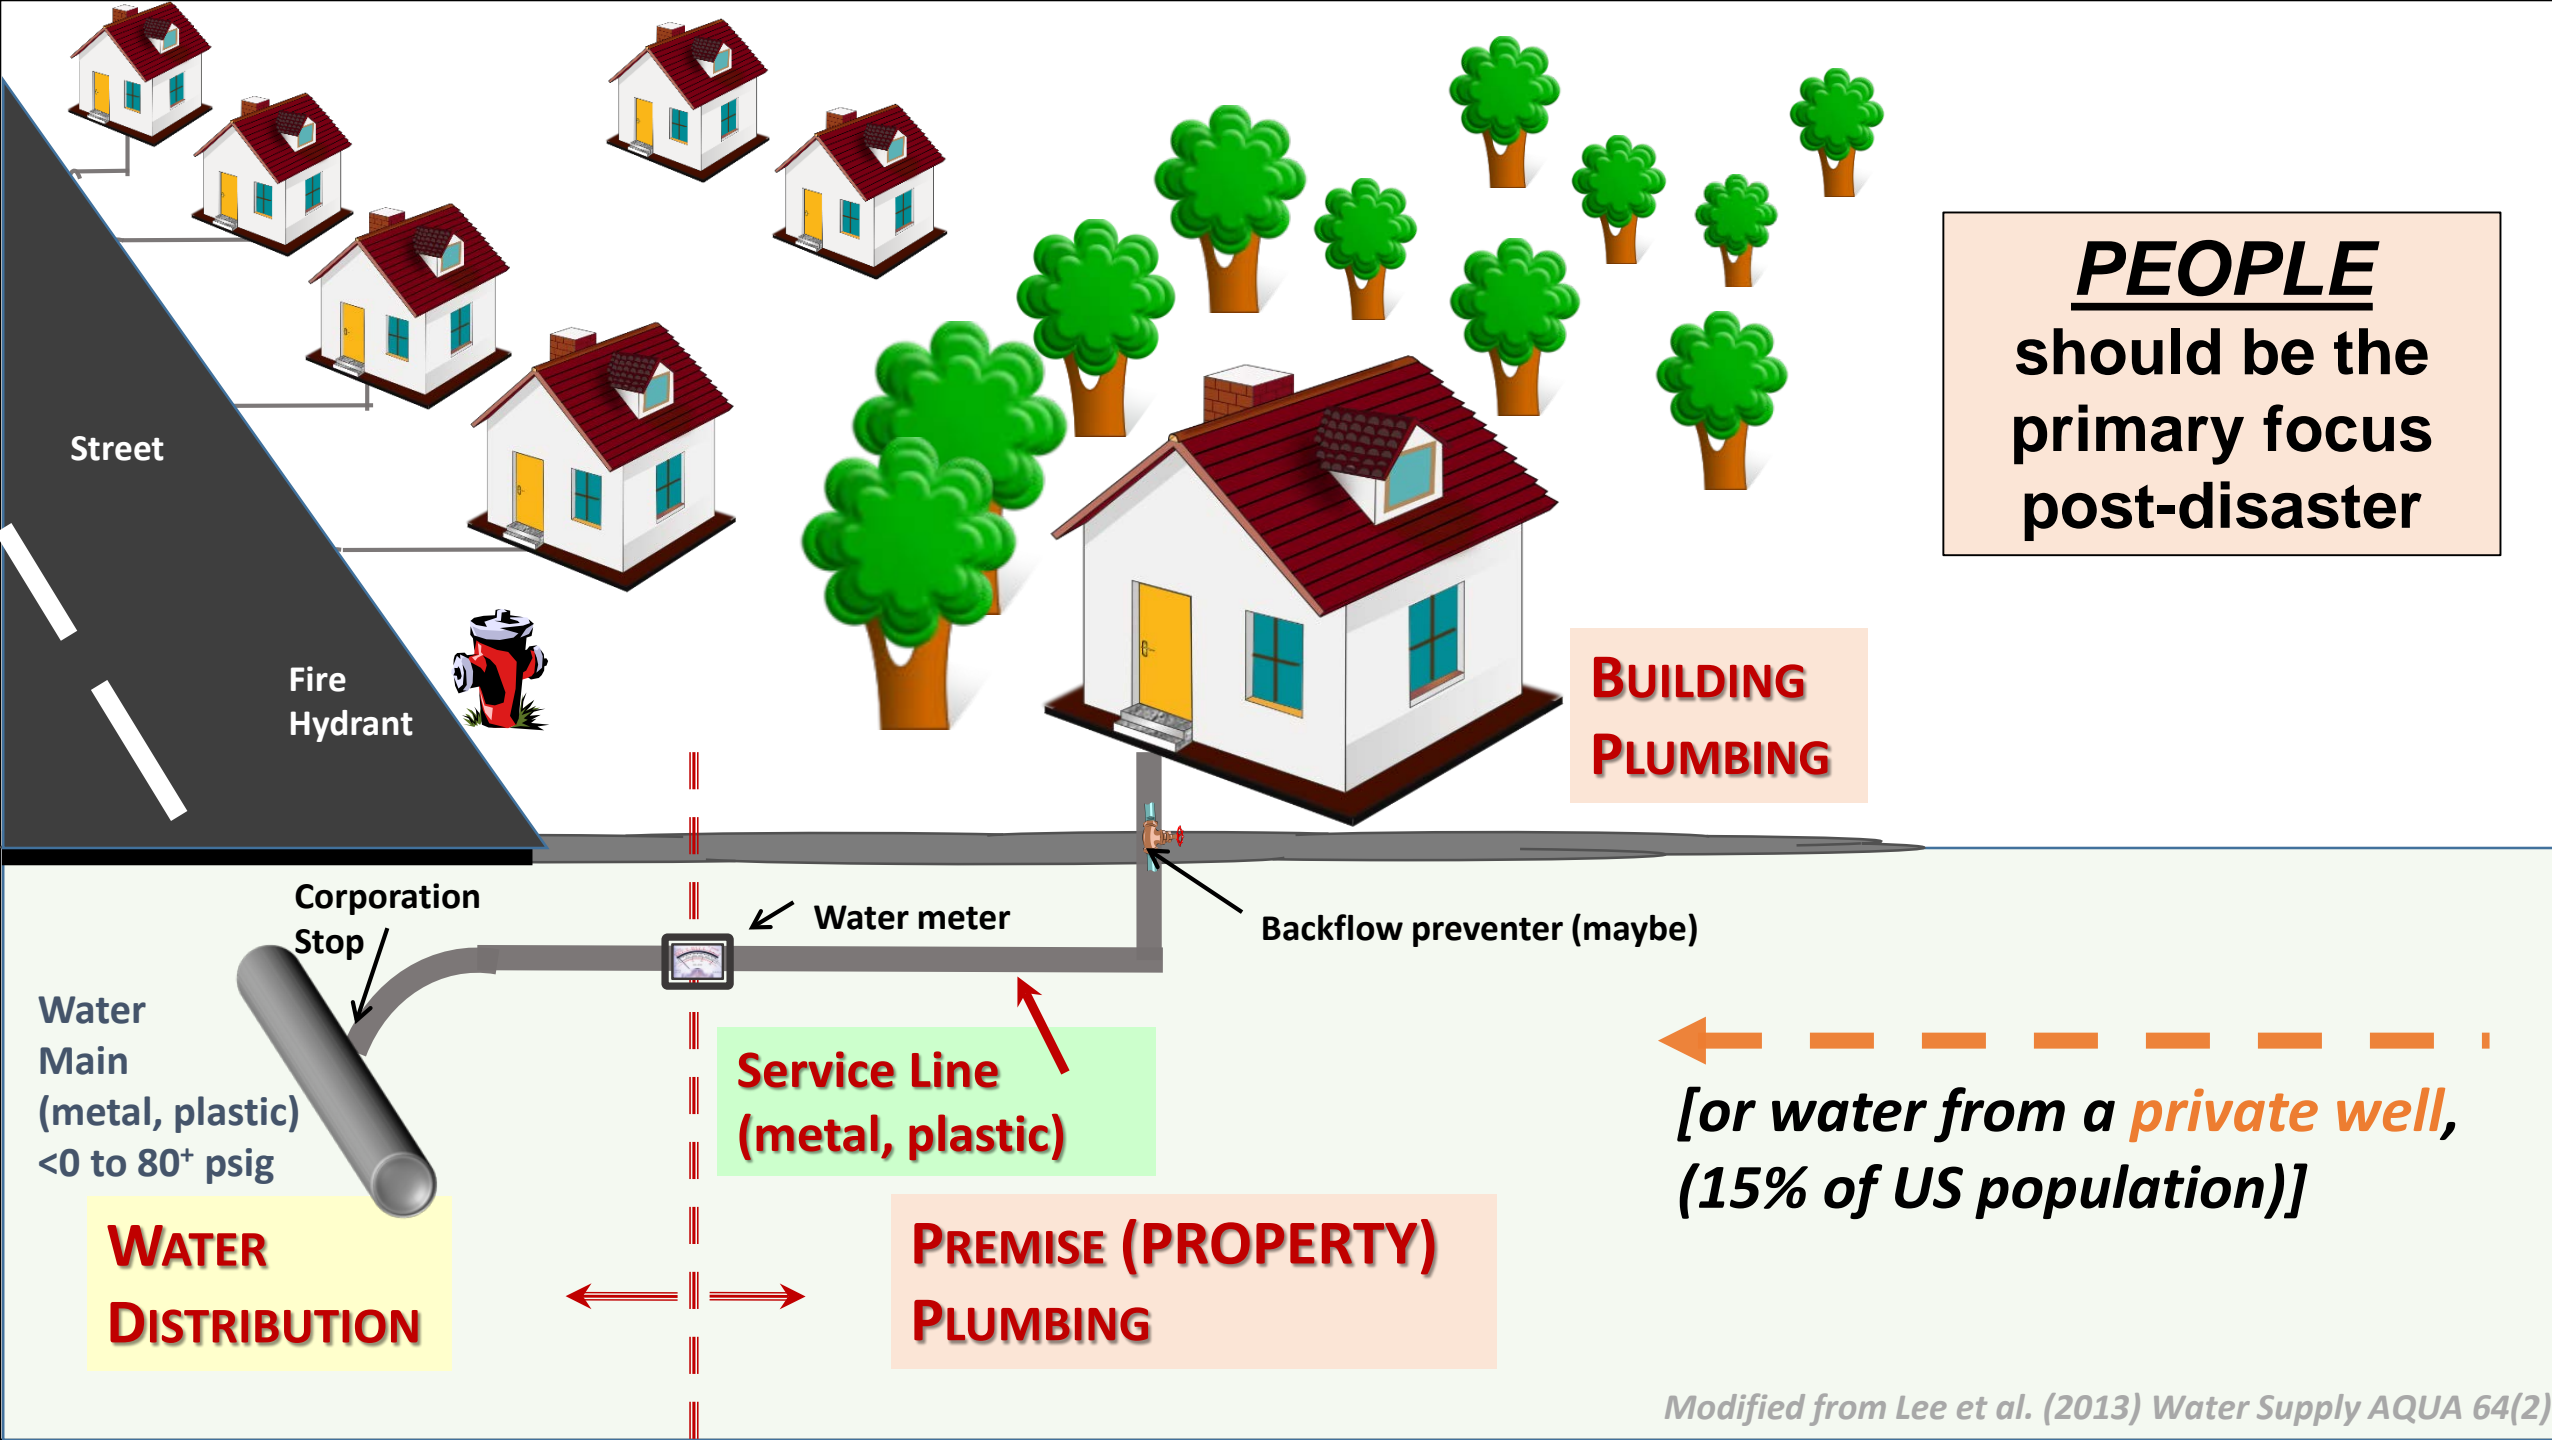 PEOPLE
should be the
primary focus
post-disaster
Street
Fire
Hydrant
BUILDING
PLUMBING
Corporation
Stop
Water meter
Backflow preventer (maybe)
Water
Main
(metal, plastic)
<0 to 80⁺ psig
Service Line
(metal, plastic)
[or water from a private well,
(15% of US population)]
WATER
DISTRIBUTION
PREMISE (PROPERTY)
PLUMBING
Modified from Lee et al. (2013) Water Supply AQUA 64(2)